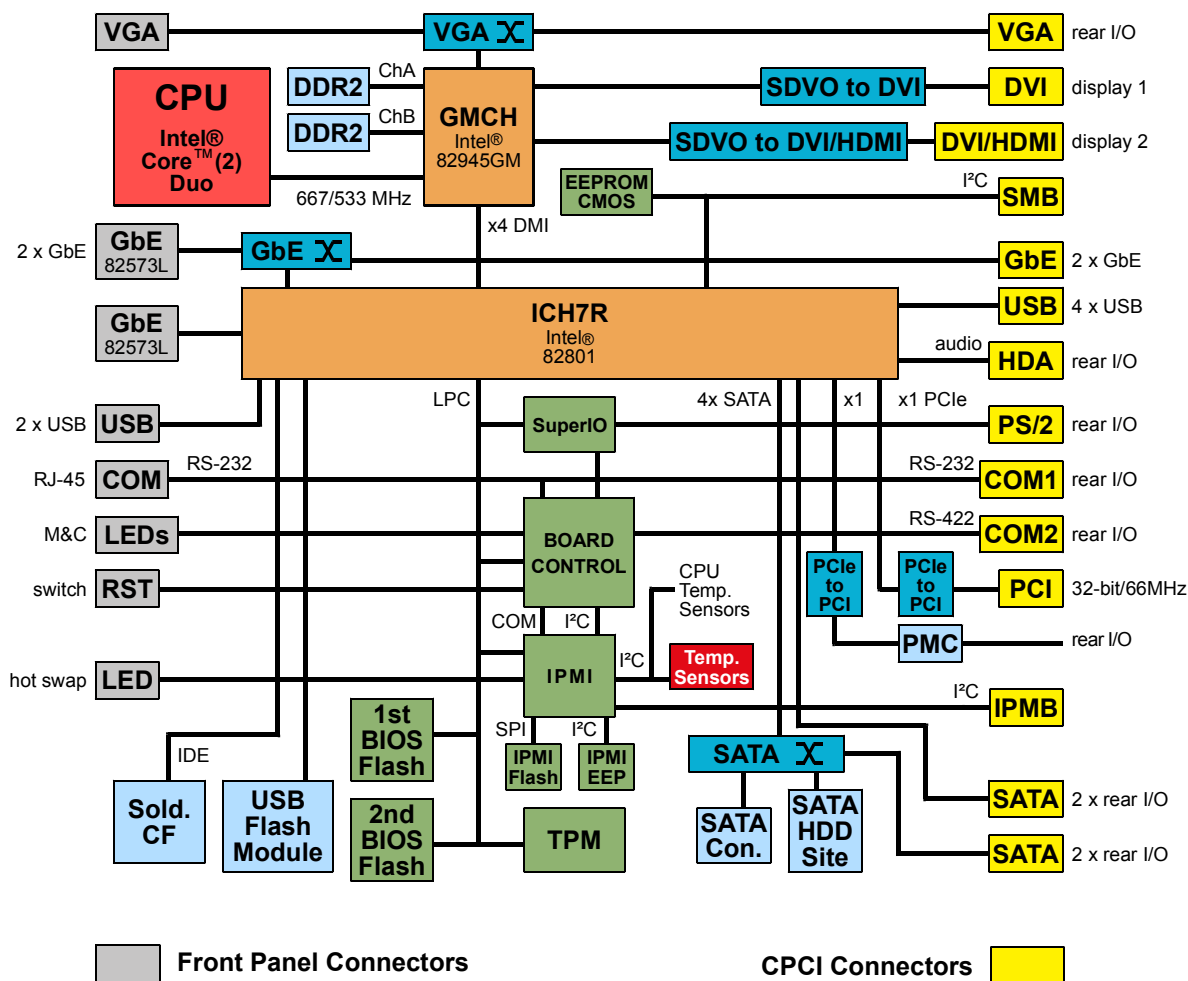 VGA
VGA
VGA
rear I/O
CPU
Intel®
Core™(2)
Duo
DDR2
ChA
DDR2
ChB
GMCH
Intel®
82945GM
SDVO to DVI
DVI
display 1
SDVO to DVI/HDMI
DVI/HDMI
display 2
667/533 MHz
x4 DMI
EEPROM
CMOS
I²C
SMB
2 x GbE
GbE
82573L
GbE
GbE
2 x GbE
GbE
82573L
ICH7R
Intel®
82801
USB
4 x USB
audio
HDA
rear I/O
LPC
4x SATA
x1
x1 PCIe
2 x USB
USB
SuperIO
PS/2
rear I/O
RJ-45
COM
RS-232
RS-232
COM1
rear I/O
M&C
LEDs
BOARD
CONTROL
RS-422
COM2
rear I/O
switch
RST
CPU
Temp.
Sensors
PCIe
to
PCI
PCIe
to
PCI
PCI
32-bit/66MHz
COM
I²C
PMC
rear I/O
hot swap
LED
IPMI
I²C
Temp.
Sensors
I²C
IPMB
1st
BIOS
Flash
SPI
I²C
IPMI
Flash
IPMI
EEP
SATA
IDE
Sold.
CF
USB
Flash
Module
2nd
BIOS
Flash
TPM
SATA
Con.
SATA
HDD
Site
SATA
2 x rear I/O
SATA
2 x rear I/O
Front Panel Connectors
CPCI Connectors